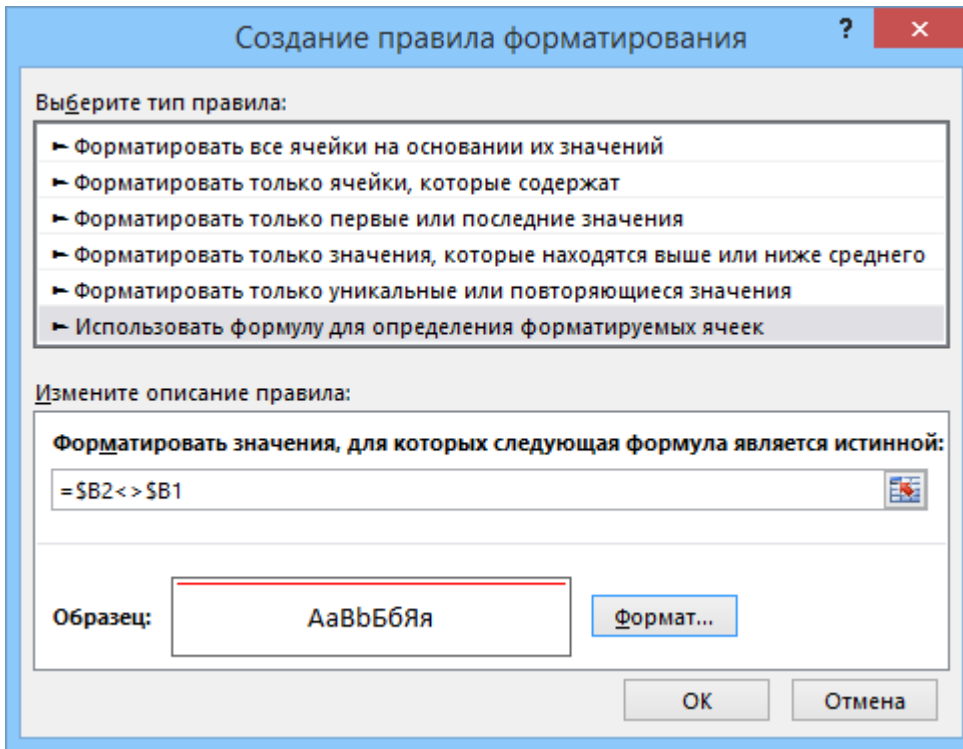 Создание правила форматирования
?
Выберите тип правила:
► Форматировать все ячейки на основании их значений
► Форматировать только ячейки, которые содержат
► Форматировать только первые или последние значения
► Форматировать только значения, которые находятся выше или ниже среднего
► Форматировать только уникальные или повторяющиеся значения
► Использовать формулу для определения форматируемых ячеек
Измените описание правила:
Форматировать значения, для которых следующая формула является истинной:
=$B2<>$B1
Образец: АаВbБбЯя Формат...
ОК Отмена